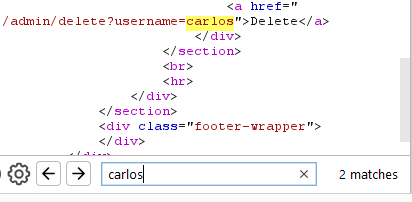 <a href="
/admin/delete?username=carlos">Delete</a>
</div>
</section>
<br>
<hr>
</div>
</section>
<div class="footer-wrapper">
</div>
</div>
carlos
2 matches